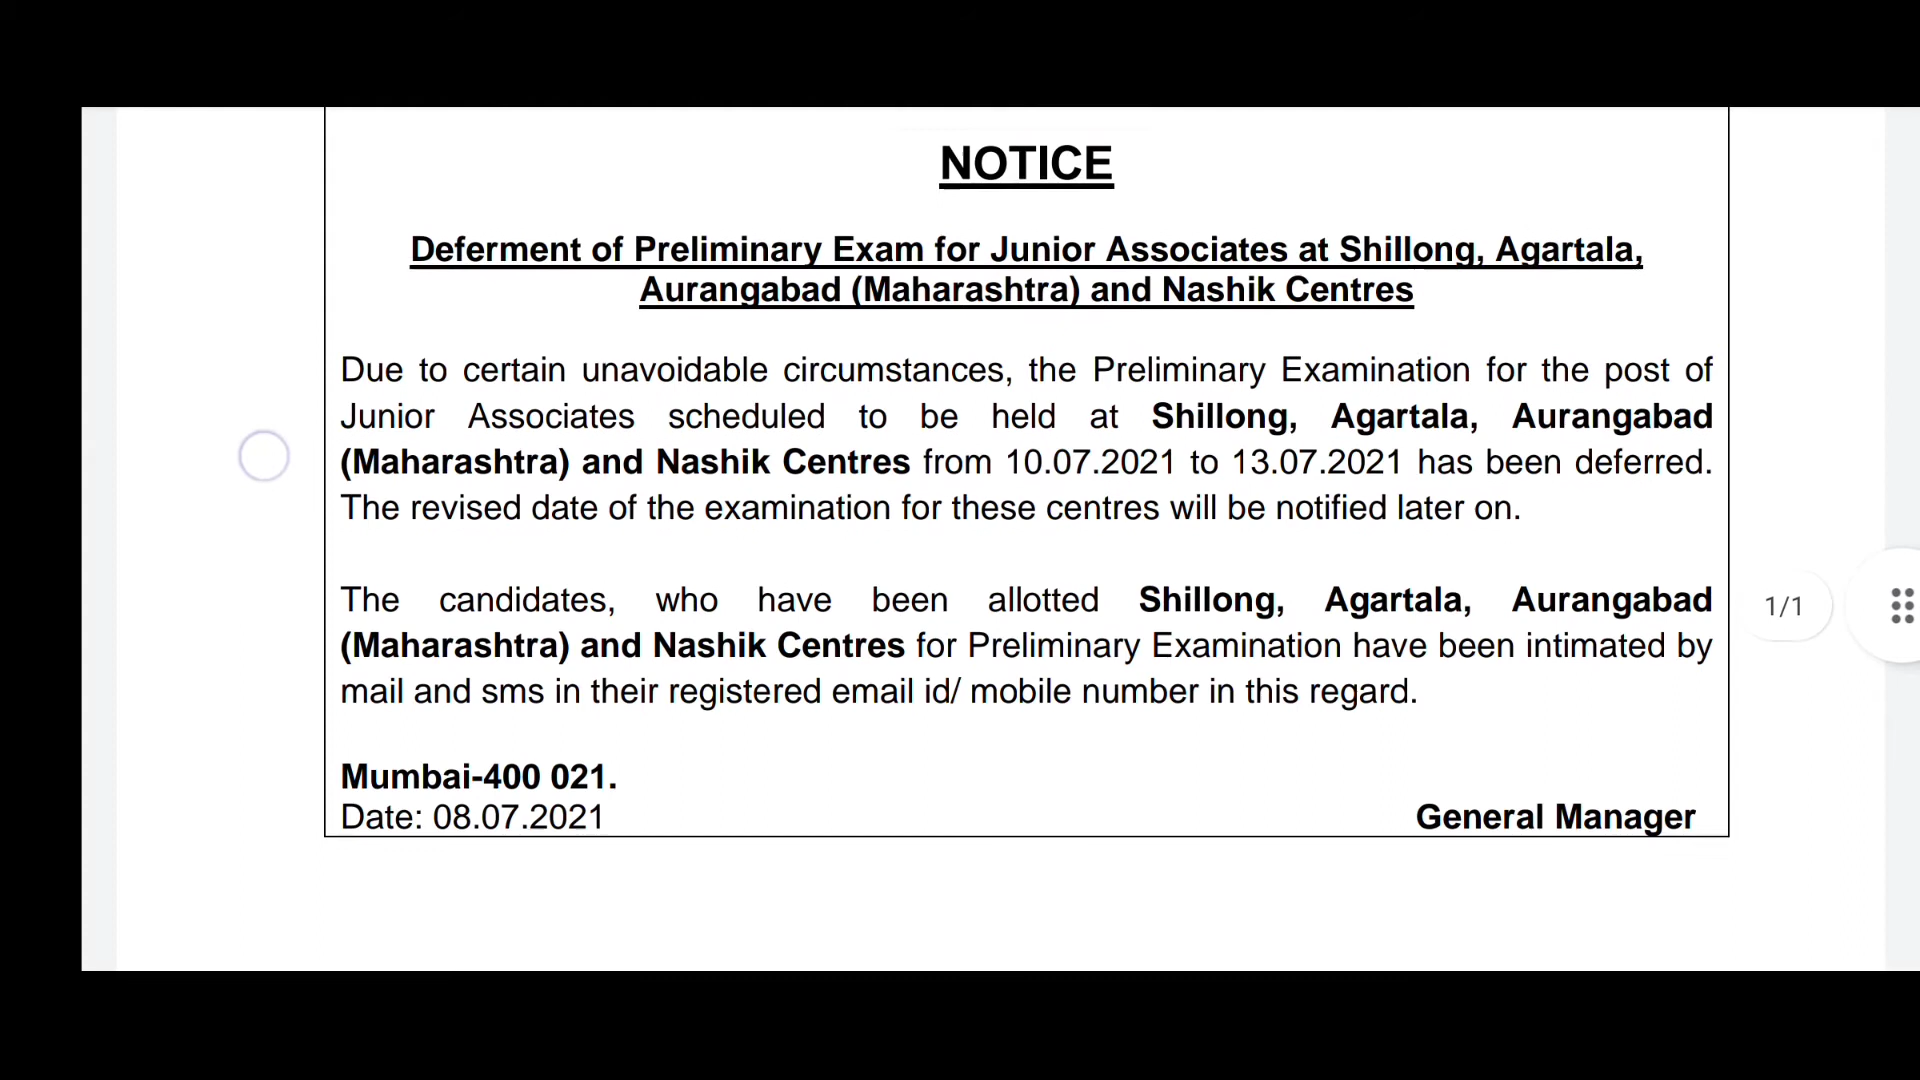 NOTICE
Deferment of Preliminary Exam for Junior Associates at Shillong, Agartala,
Aurangabad (Maharashtra) and Nashik Centres
Due to certain unavoidable circumstances, the Preliminary Examination for the post of
Junior Associates scheduled to be held at Shillong, Agartala, Aurangabad
(Maharashtra) and Nashik Centres from 10.07.2021 to 13.07.2021 has been deferred.
The revised date of the examination for these centres will be notified later on.
The candidates, who have been allotted Shillong, Agartala, Aurangabad
(Maharashtra) and Nashik Centres for Preliminary Examination have been intimated by
mail and sms in their registered email id/ mobile number in this regard.
1/1
Mumbai-400 021.
Date: 08.07.2021
General Manager